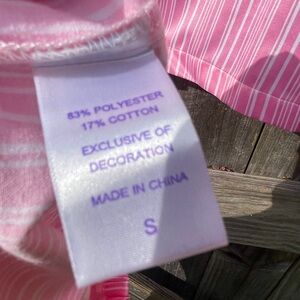 83% POLYESTER
17% COTTON
EXCLUSIVE OF
DECORATION
MADE IN CHINA
S